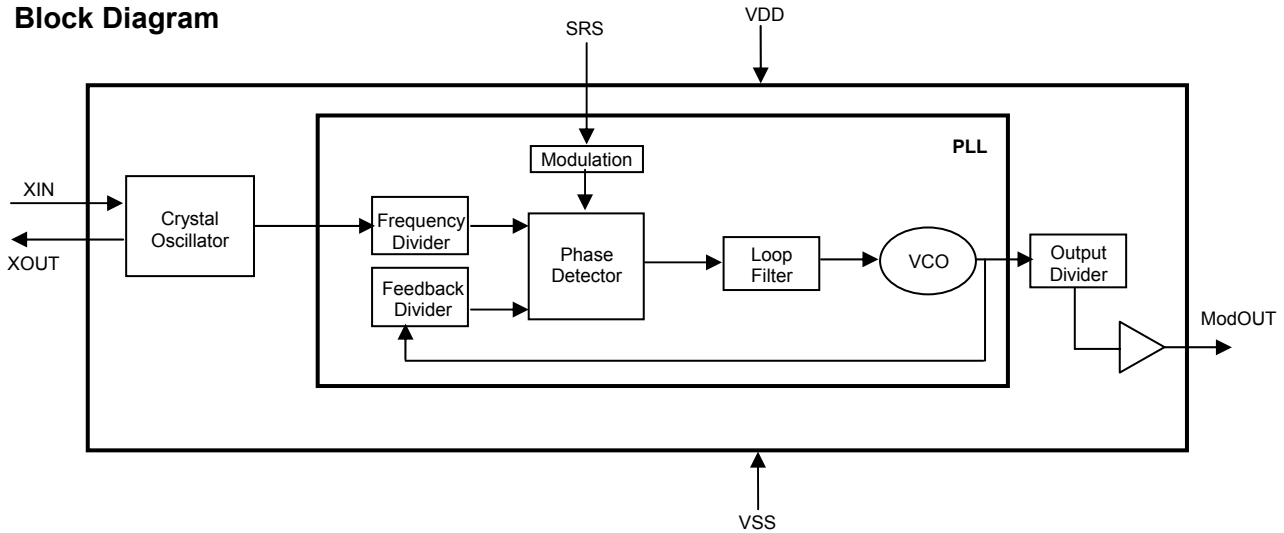 Block Diagram
VDD
SRS
PLL
Modulation
XIN
XOUT
Crystal
Oscillator
Frequency
Divider
Feedback
Divider
Phase
Detector
Loop
Filter
VCO
Output
Divider
ModOUT
VSS